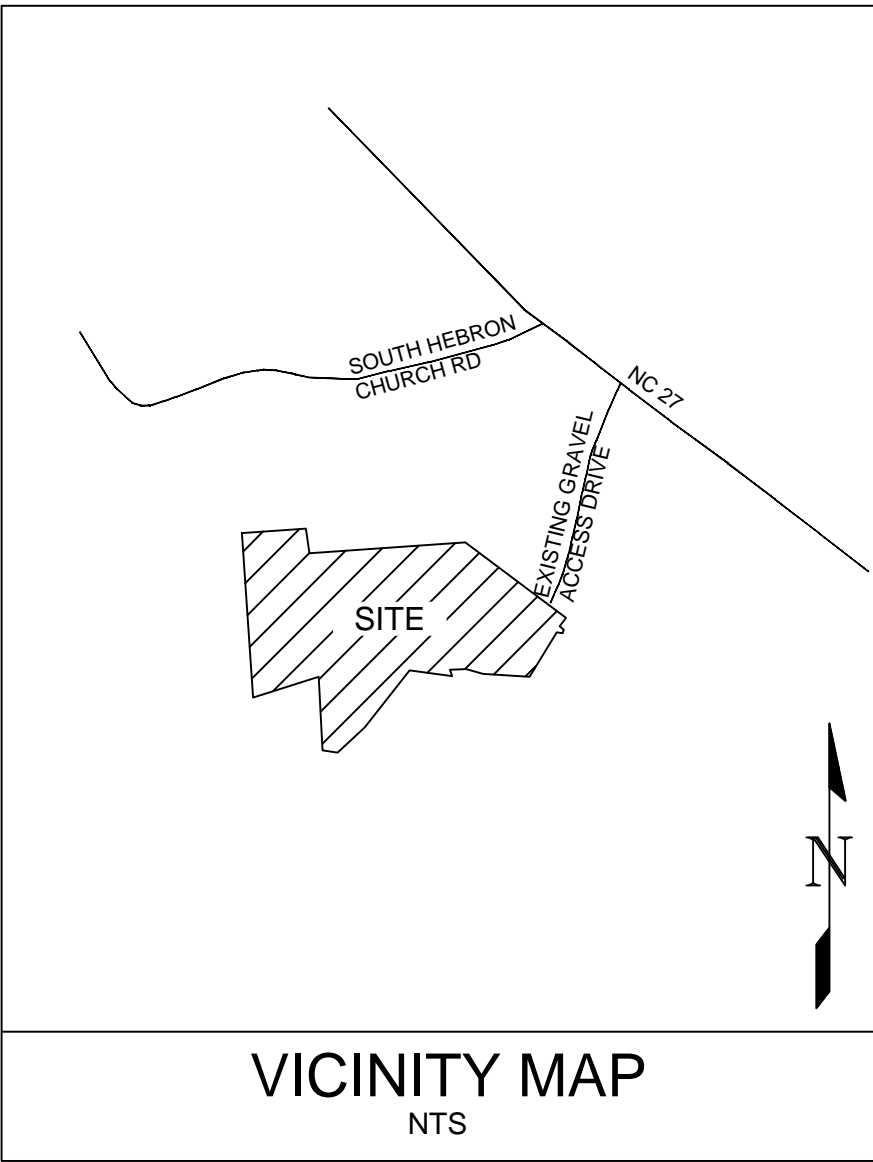 SOUTH HEBRON
CHURCH RD
NC 27
EXISTING GRAVEL
ACCESS DRIVE
SITE
N
VICINITY MAP
NTS